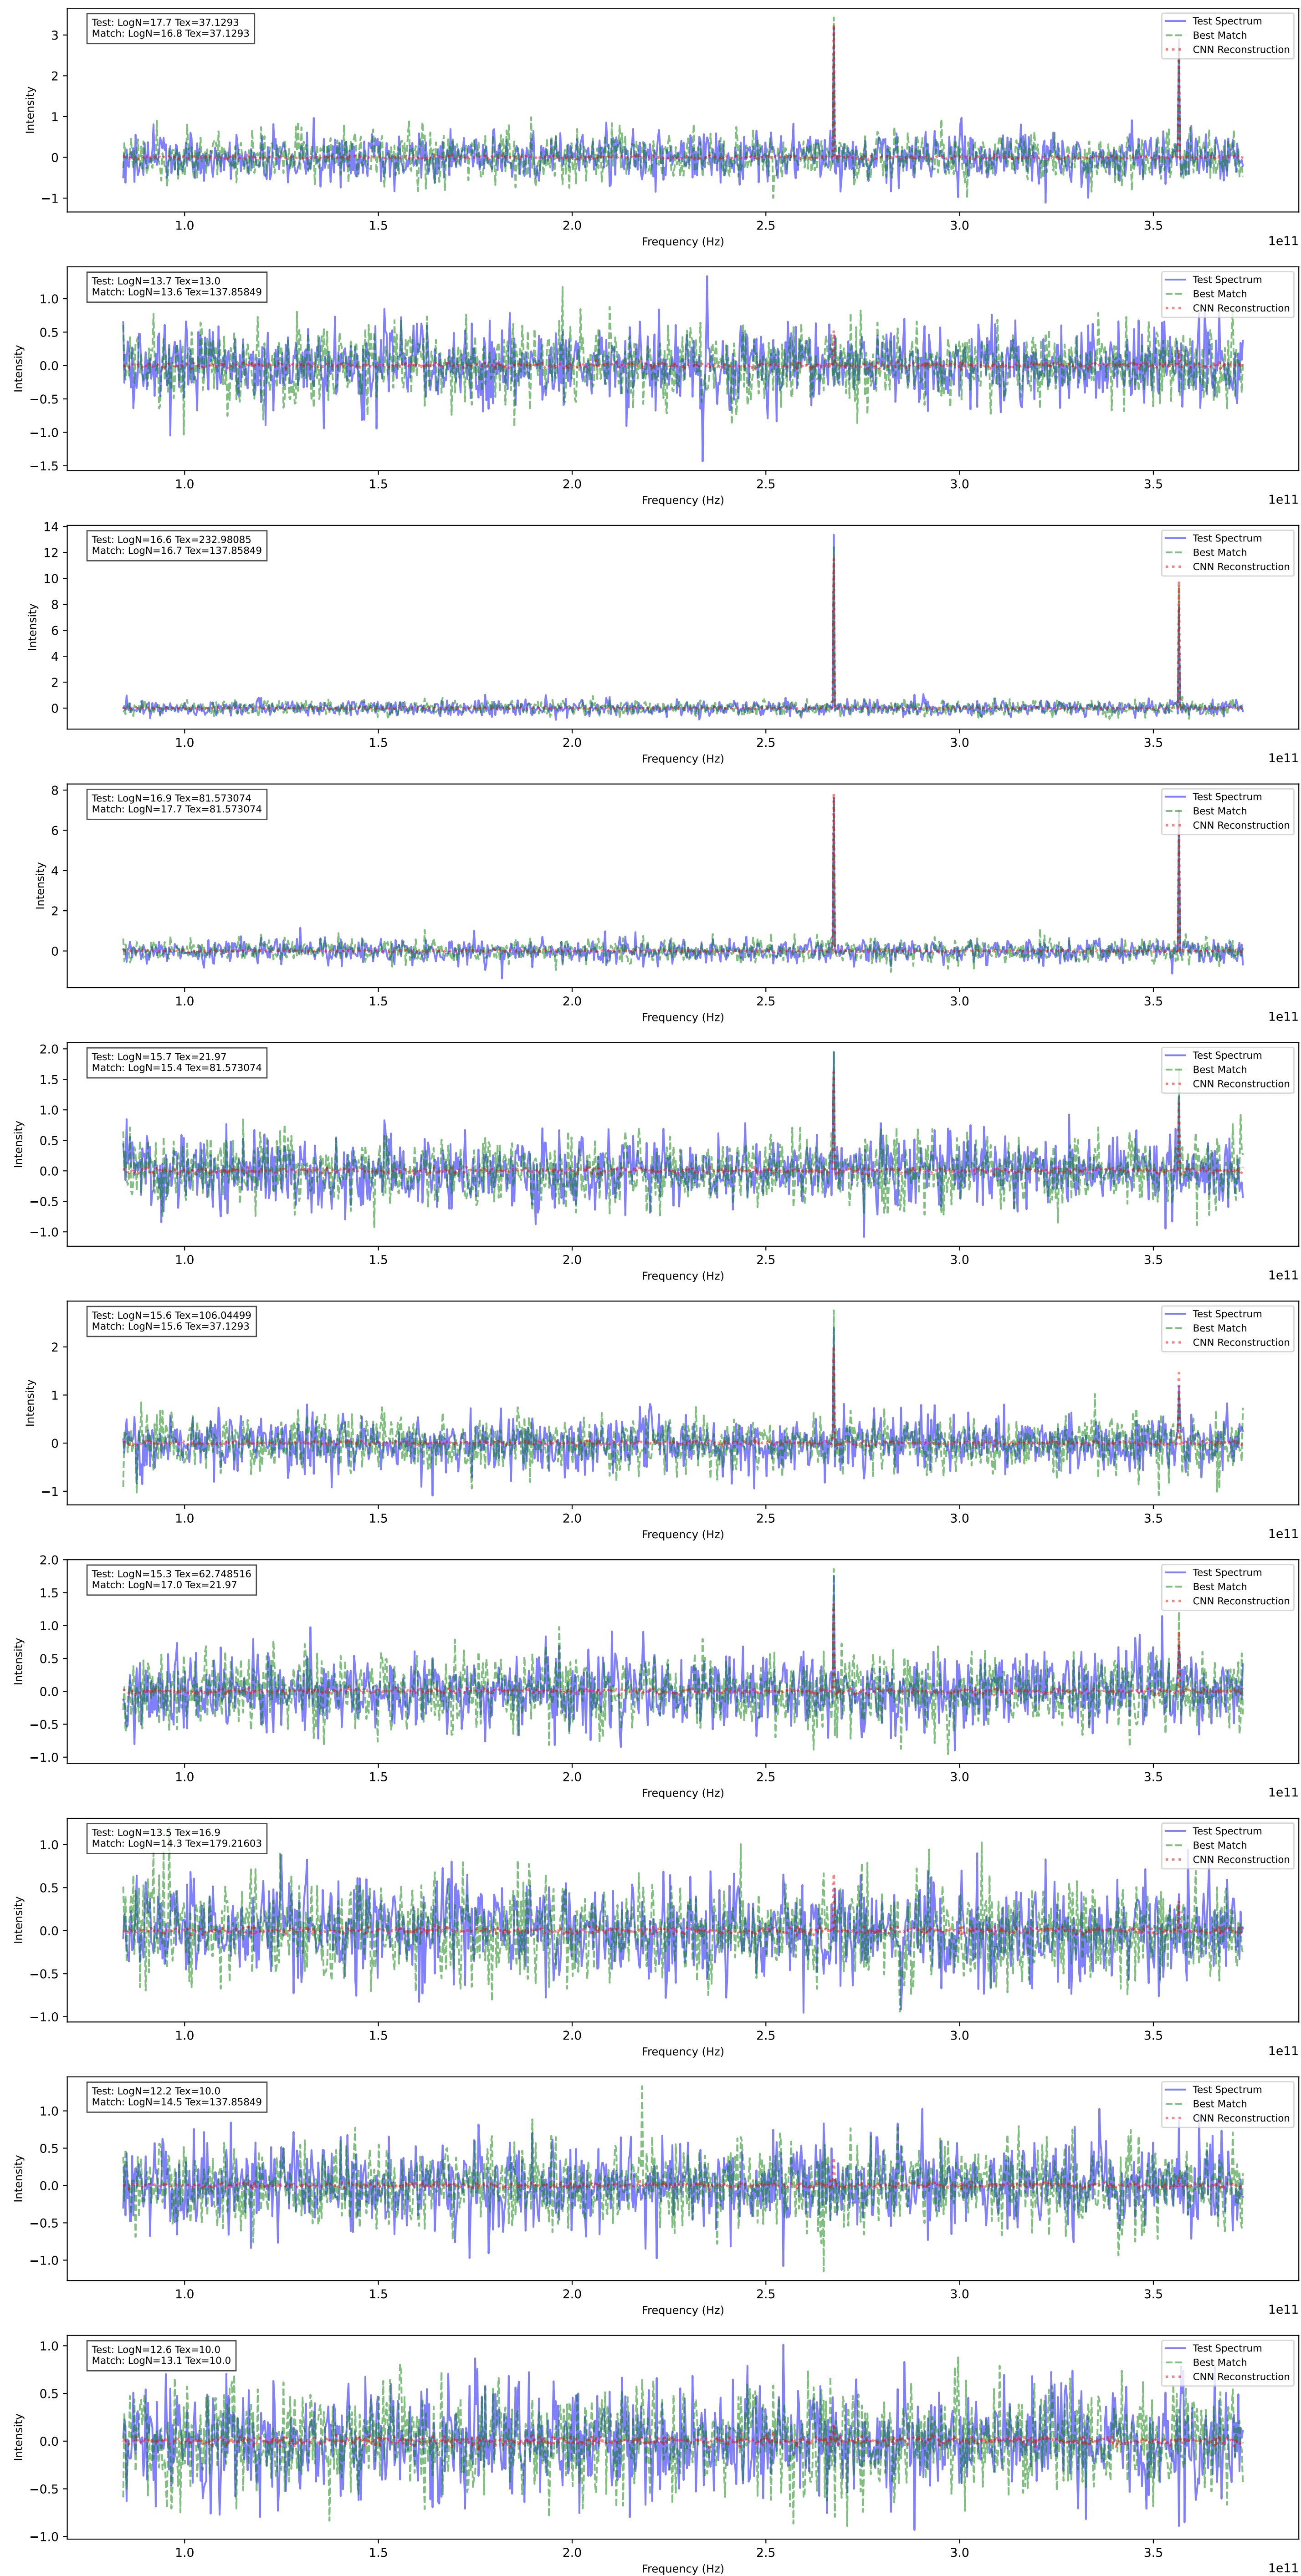 Test: LogN=17.7 Tex=37.1293
Match: LogN=16.8 Tex=37.1293
Test Spectrum
Best Match
CNN Reconstruction
3
2
1
0
−1
Intensity
1.0 1.5 2.0 2.5 3.0 3.5
1e11
Frequency (Hz)
Test: LogN=13.7 Tex=13.0
Match: LogN=13.6 Tex=137.85849
Test Spectrum
Best Match
CNN Reconstruction
1.0
0.5
0.0
−0.5
−1.0
−1.5
Intensity
1.0 1.5 2.0 2.5 3.0 3.5
1e11
Frequency (Hz)
Test: LogN=16.6 Tex=232.98085
Match: LogN=16.7 Tex=137.85849
Test Spectrum
Best Match
CNN Reconstruction
14
12
10
8
6
4
2
0
Intensity
1.0 1.5 2.0 2.5 3.0 3.5
1e11
Frequency (Hz)
Test: LogN=16.9 Tex=81.573074
Match: LogN=17.7 Tex=81.573074
Test Spectrum
Best Match
CNN Reconstruction
8
6
4
2
0
Intensity
1.0 1.5 2.0 2.5 3.0 3.5
1e11
Frequency (Hz)
Test: LogN=15.7 Tex=21.97
Match: LogN=15.4 Tex=81.573074
Test Spectrum
Best Match
CNN Reconstruction
2.0
1.5
1.0
0.5
0.0
−0.5
−1.0
Intensity
1.0 1.5 2.0 2.5 3.0 3.5
1e11
Frequency (Hz)
Test: LogN=15.6 Tex=106.04499
Match: LogN=15.6 Tex=37.1293
Test Spectrum
Best Match
CNN Reconstruction
2
1
0
−1
Intensity
1.0 1.5 2.0 2.5 3.0 3.5
1e11
Frequency (Hz)
Test: LogN=15.3 Tex=62.748516
Match: LogN=17.0 Tex=21.97
Test Spectrum
Best Match
CNN Reconstruction
2.0
1.5
1.0
0.5
0.0
−0.5
−1.0
Intensity
1.0 1.5 2.0 2.5 3.0 3.5
1e11
Frequency (Hz)
Test: LogN=13.5 Tex=16.9
Match: LogN=14.3 Tex=179.21603
Test Spectrum
Best Match
CNN Reconstruction
1.0
0.5
0.0
−0.5
−1.0
Intensity
1.0 1.5 2.0 2.5 3.0 3.5
1e11
Frequency (Hz)
Test: LogN=12.2 Tex=10.0
Match: LogN=14.5 Tex=137.85849
Test Spectrum
Best Match
CNN Reconstruction
1.0
0.5
0.0
−0.5
−1.0
Intensity
1.0 1.5 2.0 2.5 3.0 3.5
1e11
Frequency (Hz)
Test: LogN=12.6 Tex=10.0
Match: LogN=13.1 Tex=10.0
Test Spectrum
Best Match
CNN Reconstruction
1.0
0.5
0.0
−0.5
−1.0
Intensity
1.0 1.5 2.0 2.5 3.0 3.5
1e11
Frequency (Hz)